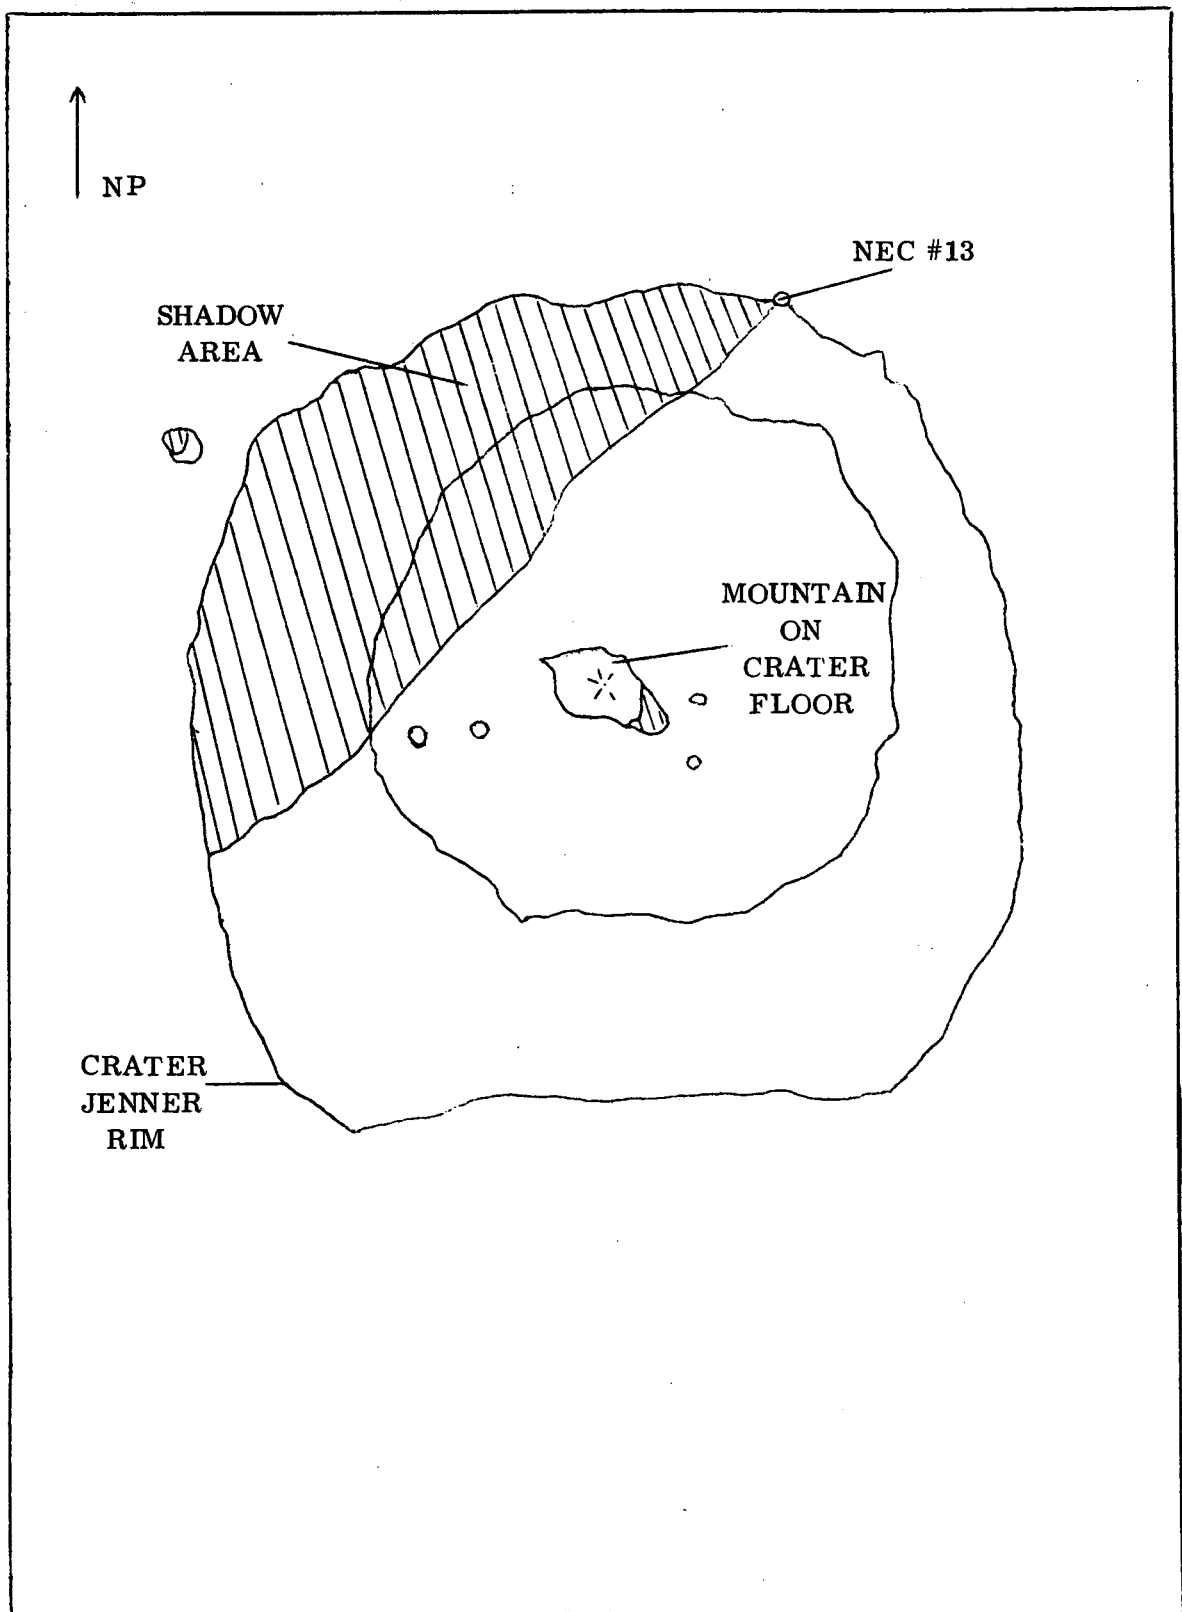 NP
NEC #13
SHADOW
AREA
MOUNTAIN
ON
CRATER
FLOOR
CRATER
JENNER
RIM